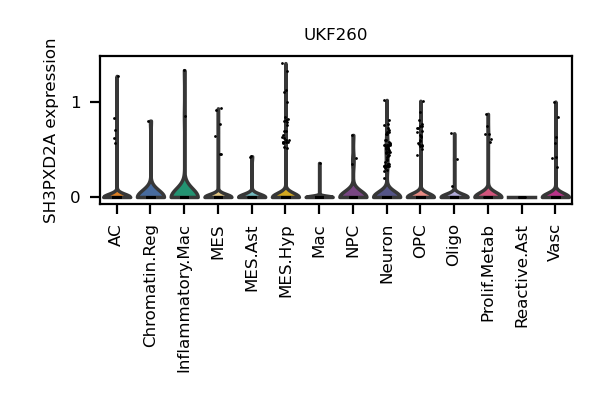 UKF260
SH3PXD2A expression
1
0
AC
Chromatin.Reg
Inflammatory.Mac
MES
MES.Ast
MES.Hyp
Mac
NPC
Neuron
OPC
Oligo
Prolif.Metab
Reactive.Ast
Vasc